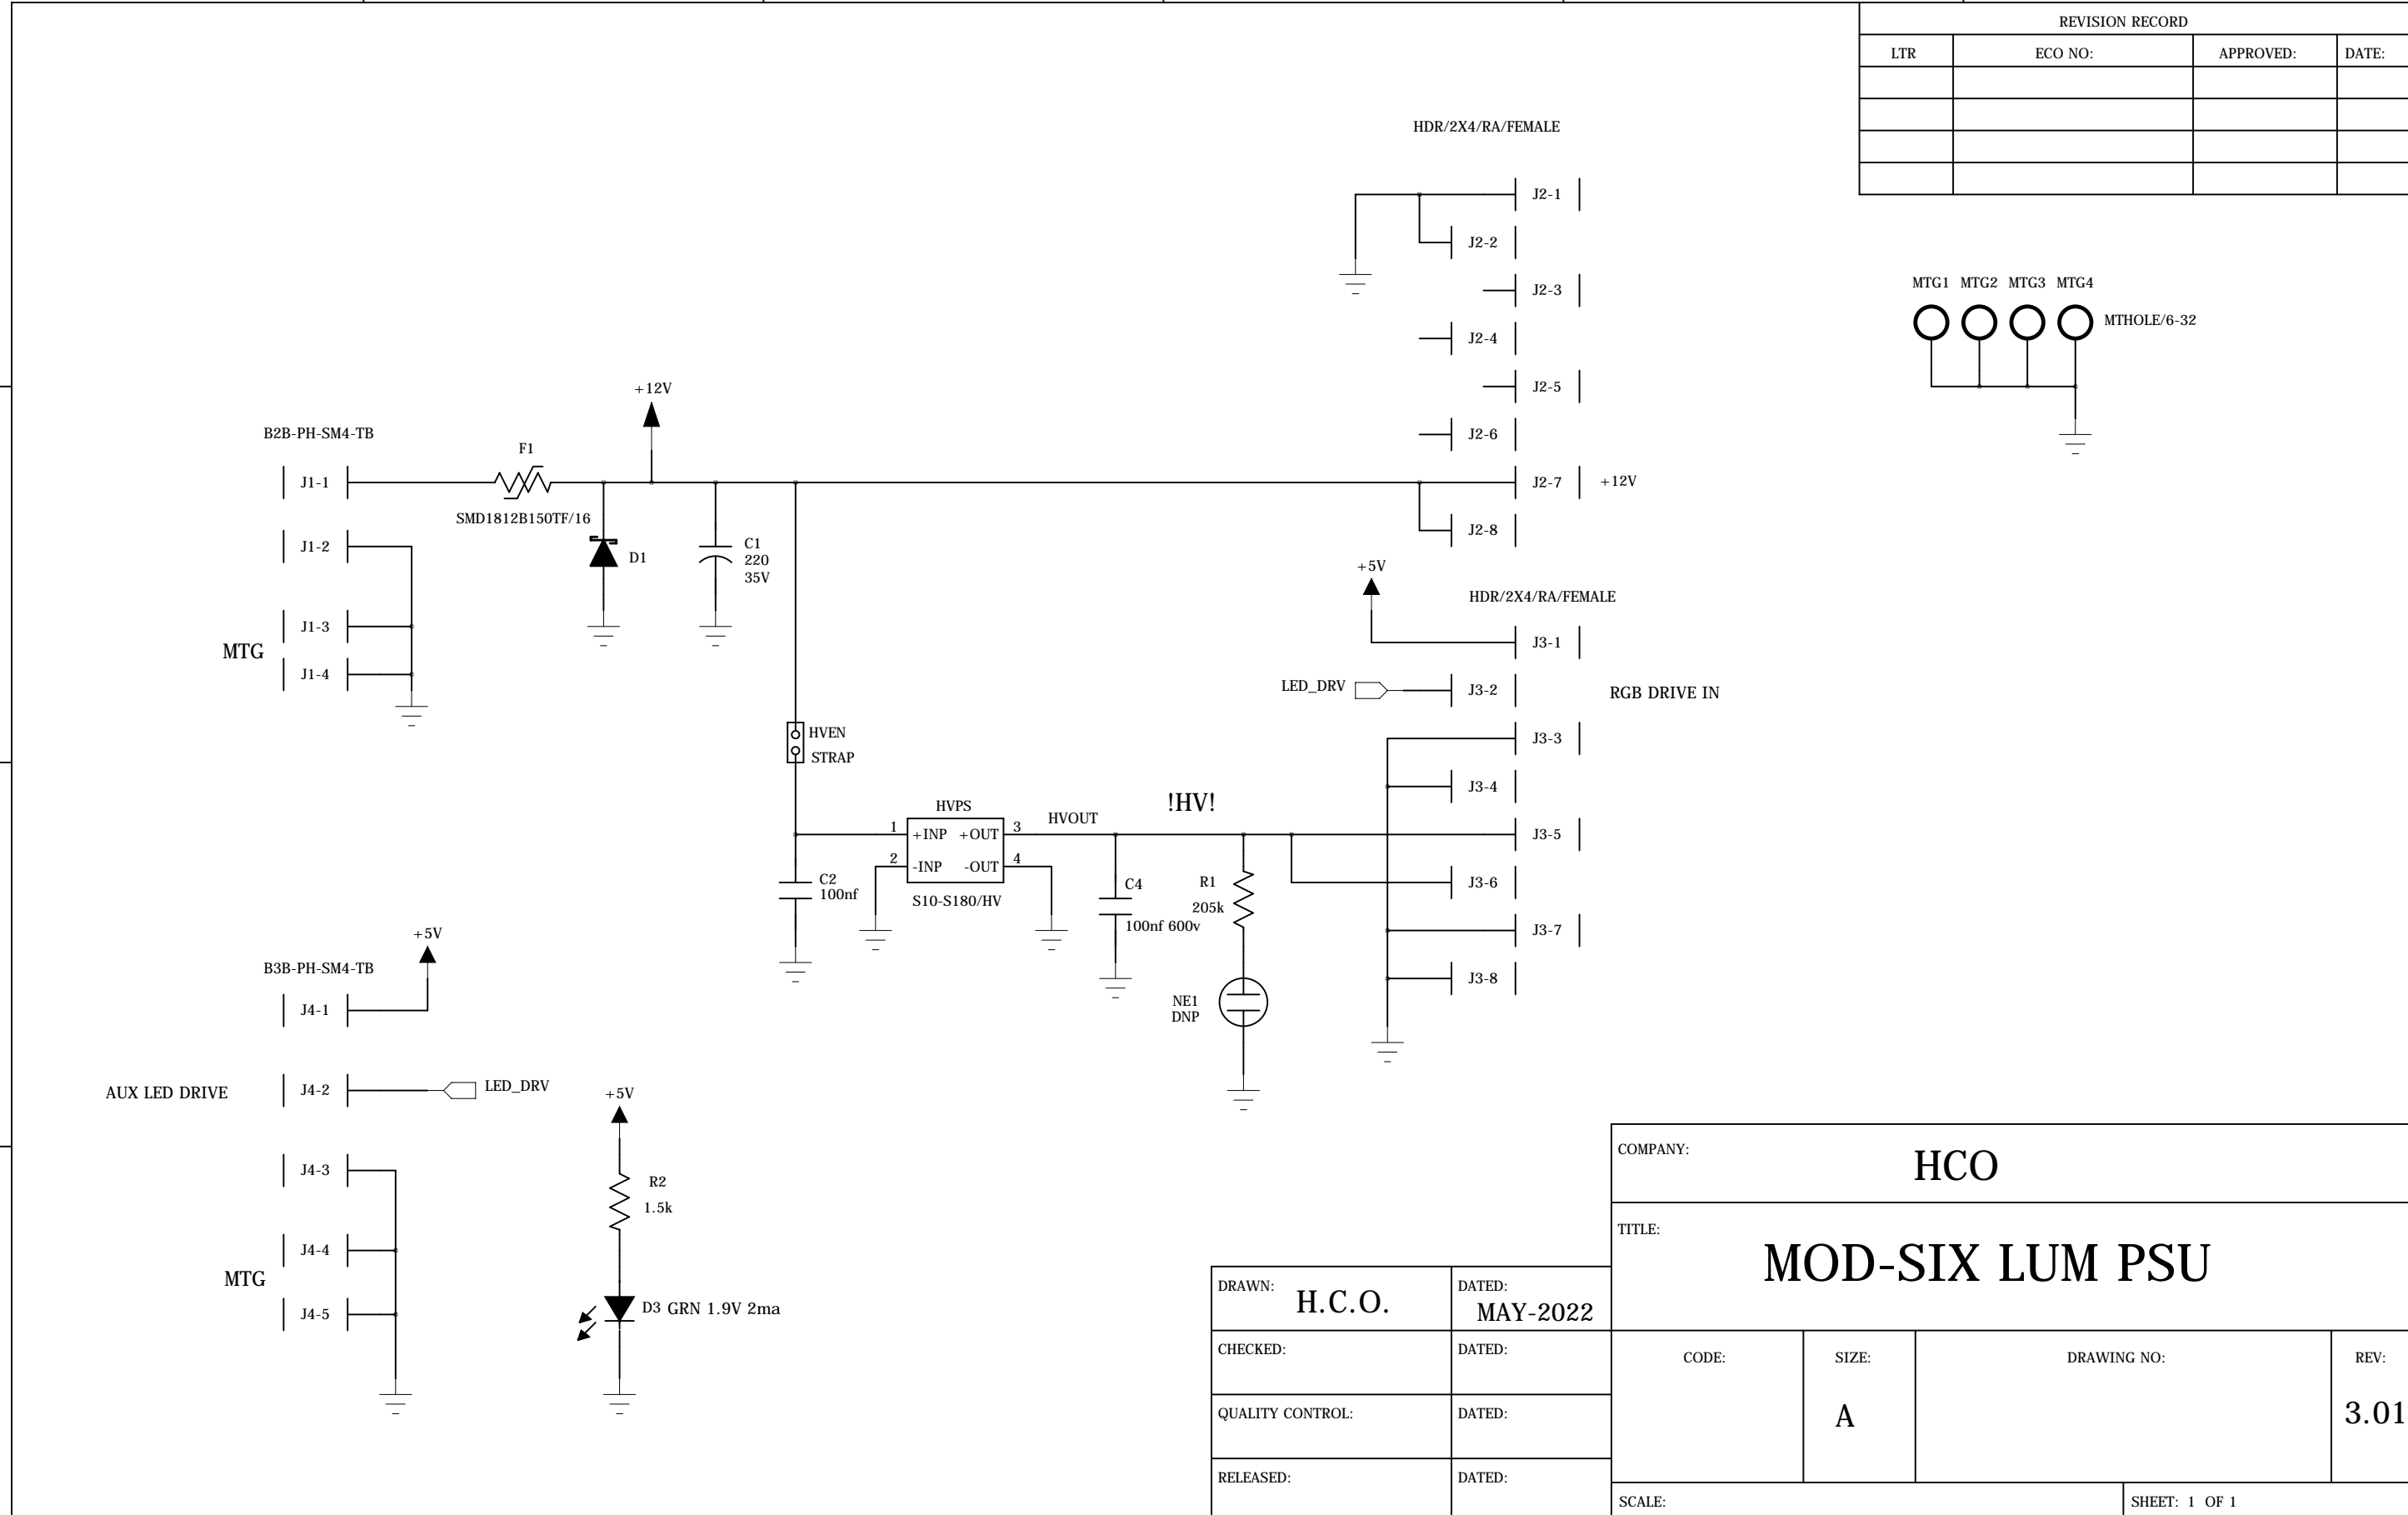 REVISION RECORD
LTR ECO NO: APPROVED: DATE:
HDR/2X4/RA/FEMALE
J2-1
J2-2
J2-3
J2-4
J2-5
J2-6
J2-7 +12V
J2-8
MTG1 MTG2 MTG3 MTG4
MTHOLE/6-32
+12V
B2B-PH-SM4-TB
F1
J1-1
SMD1812B150TF/16
J1-2
D1
C1
220
35V
J1-3
MTG
J1-4
+5V
HDR/2X4/RA/FEMALE
J3-1
LED_DRV
J3-2
RGB DRIVE IN
J3-3
J3-4
J3-5
J3-6
J3-7
J3-8
HVEN
STRAP
HVPS
1 +INP +OUT 3
2 -INP -OUT 4
S10-S180/HV
HVOUT
!HV!
C2
100nf
C4
100nf 600v
R1
205k
NE1
DNP
+5V
B3B-PH-SM4-TB
J4-1
AUX LED DRIVE
J4-2
LED_DRV
J4-3
J4-4
MTG
J4-5
+5V
R2
1.5k
D3 GRN 1.9V 2ma
COMPANY:
HCO
TITLE:
MOD-SIX LUM PSU
DRAWN:
H.C.O.
DATED:
MAY-2022
CHECKED:
DATED:
QUALITY CONTROL:
DATED:
RELEASED:
DATED:
CODE:
SIZE:
A
DRAWING NO:
REV:
3.01
SCALE:
SHEET: 1 OF 1